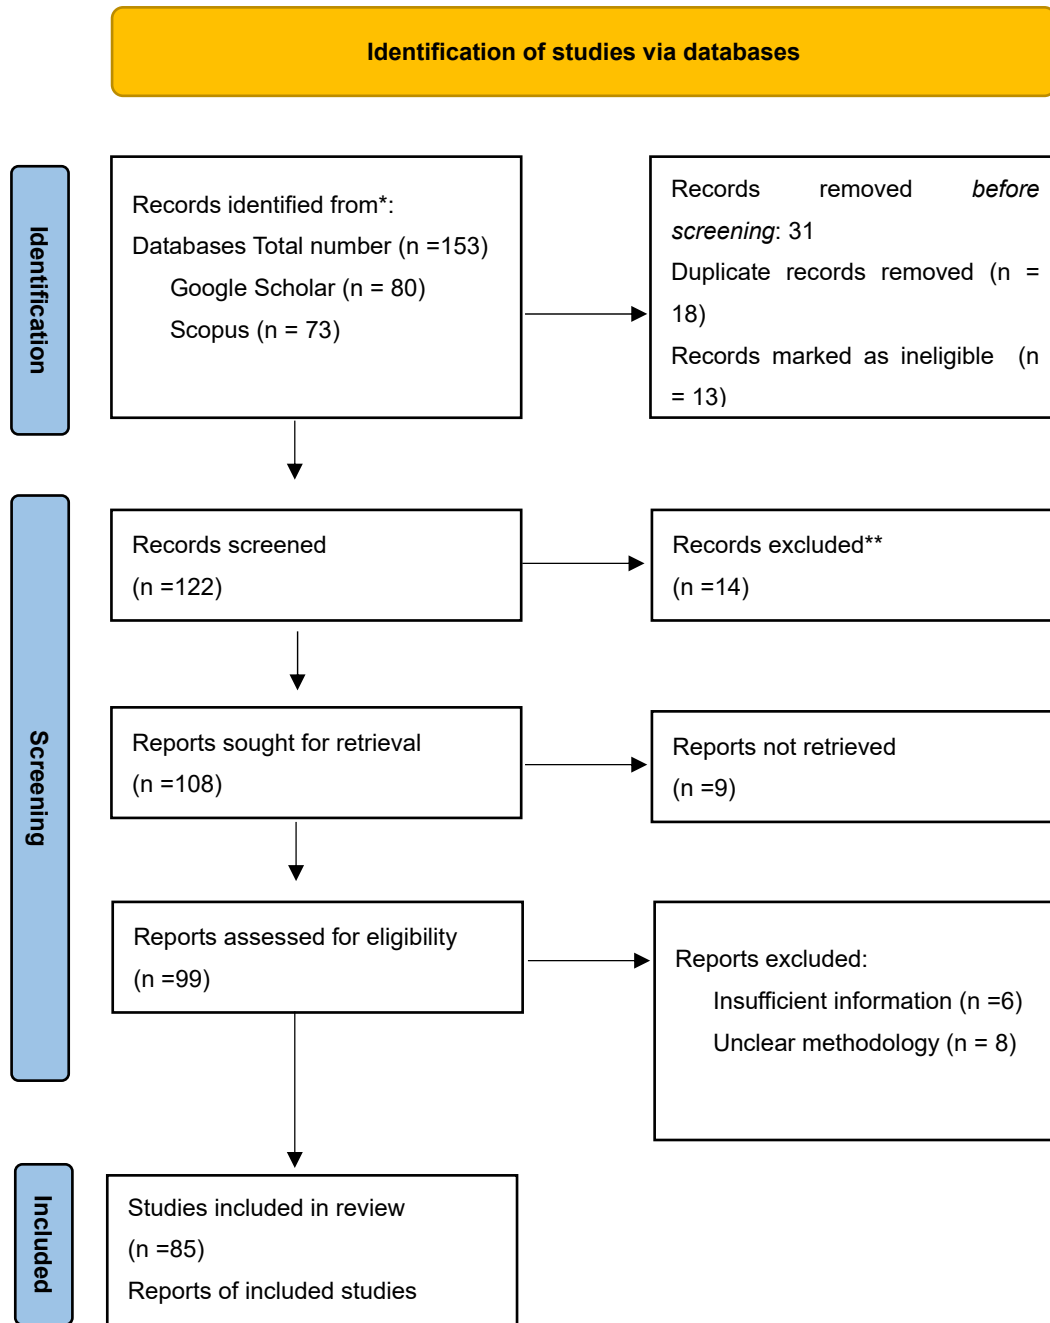 Identification of studies via databases
Identification
Records identified from*:
Databases Total number (n =153)
Google Scholar (n = 80)
Scopus (n = 73)
Records removed before
screening: 31
Duplicate records removed (n =
18)
Records marked as ineligible (n
= 13)
Screening
Records screened
(n =122)
Records excluded**
(n =14)
Reports sought for retrieval
(n =108)
Reports not retrieved
(n =9)
Reports assessed for eligibility
(n =99)
Reports excluded:
Insufficient information (n =6)
Unclear methodology (n = 8)
Included
Studies included in review
(n =85)
Reports of included studies